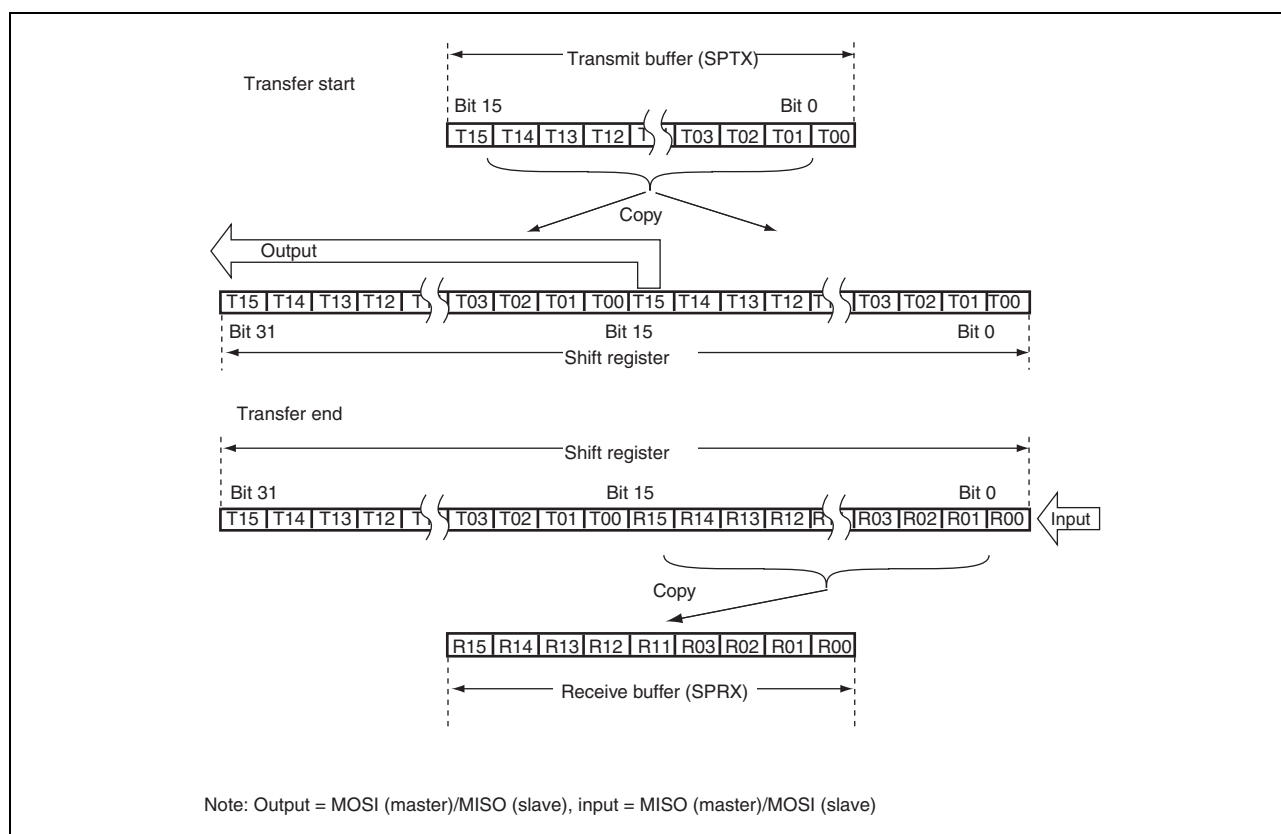 Transmit buffer (SPTX)
Transfer start
Bit 15 Bit 0
T15 T14 T13 T12 T03 T02 T01 T00
Copy
Output
T15 T14 T13 T12 T03 T02 T01 T00 T15 T14 T13 T12 T03 T02 T01 T00
Bit 31 Bit 15 Bit 0
Shift register
Transfer end
Shift register
Bit 31 Bit 15 Bit 0
T15 T14 T13 T12 T03 T02 T01 T00 R15 R14 R13 R12 R03 R02 R01 R00
Input
Copy
R15 R14 R13 R12 R11 R03 R02 R01 R00
Receive buffer (SPRX)
Note: Output = MOSI (master)/MISO (slave), input = MISO (master)/MOSI (slave)